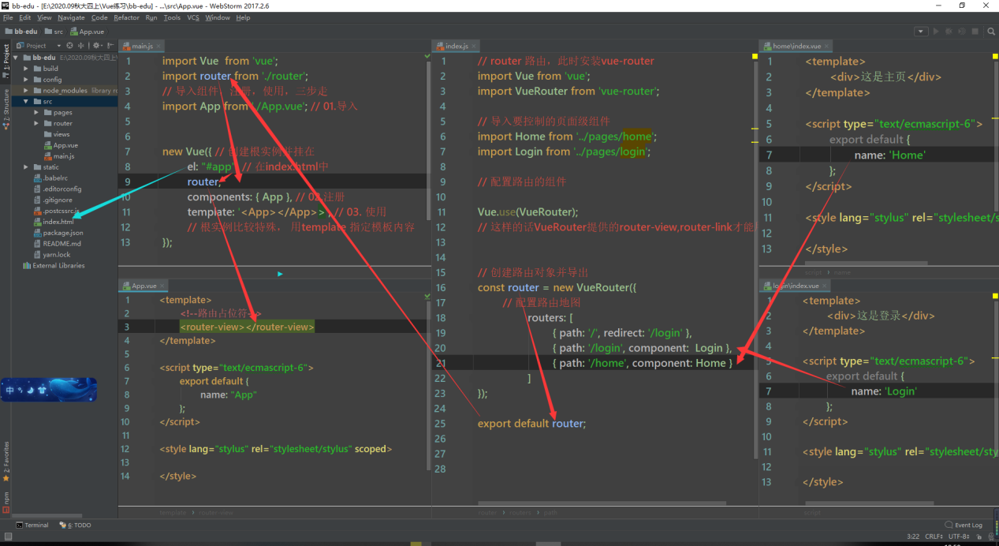 bb-edu - [E:\2020.09秋大四上\Vue练习\bb-edu] - ...\src\App.vue - WebStorm 2017.2.6
File Edit View Navigate Code Refactor Run Tools VCS Window Help
bb-edu src App.vue
Project
1: Project
2: Structure
2: Favorites
npm
bb-edu E:\2020.09秋大四上\
build
config
node_modules library ro
src
pages
router
views
App.vue
main.js
static
.babelrc
.editorconfig
.gitignore
.postcssrc.js
index.html
package.json
README.md
yarn.lock
External Libraries
中
main.js
1 import Vue from 'vue';
2 import router from './router';
3 // 导入组件，注册，使用，三步走
4 import App from './App.vue'; // 01.导入
5
6
7 new Vue({ // 创建根实例并挂在
8 el: "#app", // 在index.html中
9 router,
10 components: { App }, // 02.注册
11 template: '<App></App>>', // 03. 使用
12 // 根实例比较特殊， 用template 指定模板内容
13 });
App.vue
1 <template>
2 <!--路由占位符-->
3 <router-view></router-view>
4 </template>
5
6 <script type="text/ecmascript-6">
7 export default {
8 name: "App"
9 };
10 </script>
11
12 <style lang="stylus" rel="stylesheet/stylus" scoped>
13
14 </style>
template router-view
index.js
1 // router 路由，此时安装vue-router
2 import Vue from 'vue';
3 import VueRouter from 'vue-router';
4
5 // 导入要控制的页面级组件
6 import Home from '../pages/home';
7 import Login from '../pages/login';
8
9 // 配置路由的组件
10
11 Vue.use(VueRouter);
12 // 这样的话VueRouter提供的router-view,router-link才能
13
14
15 // 创建路由对象并导出
16 const router = new VueRouter({
17 // 配置路由地图
18 routers: [
19 { path: '/', redirect: '/login' },
20 { path: '/login', component: Login },
21 { path: '/home', component: Home }
22 ]
23 });
24
25 export default router;
26
27
28
router routers path
home\index.vue
1 <template>
2 <div>这是主页</div>
3 </template>
4
5 <script type="text/ecmascript-6">
6 export default {
7 name: 'Home'
8 };
9 </script>
10
11 <style lang="stylus" rel="stylesheet/s
12
13 </style>
script name
login\index.vue
1 <template>
2 <div>这是登录</div>
3 </template>
4
5 <script type="text/ecmascript-6">
6 export default {
7 name: 'Login'
8 };
9 </script>
10
11 <style lang="stylus" rel="stylesheet/sty
12
13 </style>
script
Terminal 6: TODO Event Log
3:22 CRLF UTF-8